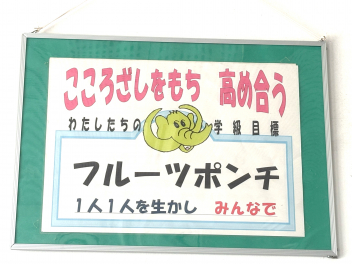 こころざしをもち 高め合う
わたしたちの 学級目標
フルーツポンチ
1人1人を生かし みんなで